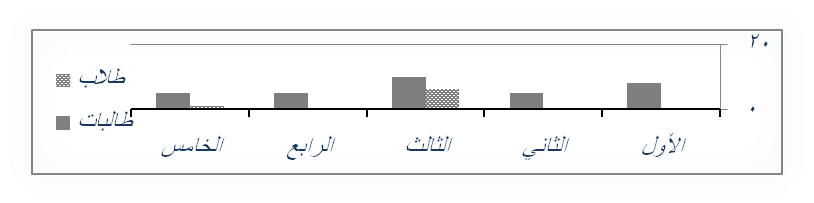 ٢٠
٠
الأول
الثاني
الثالث
الرابع
الخامس
طلاب
طالبات